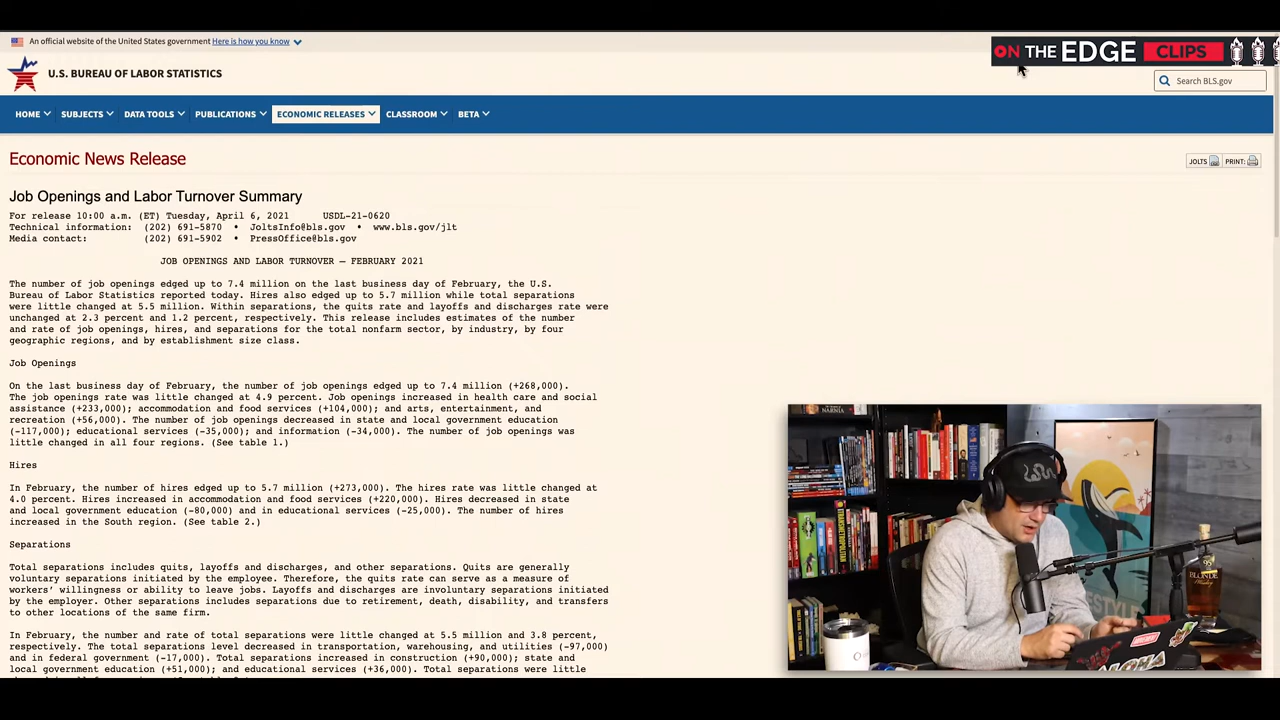 An official website of the United States government Here is how you know
ON THE EDGE CLIPS
U.S. BUREAU OF LABOR STATISTICS
Search BLS.gov
HOME SUBJECTS DATA TOOLS PUBLICATIONS ECONOMIC RELEASES CLASSROOM BETA
Economic News Release
JOLTS PRINT:
Job Openings and Labor Turnover Summary
For release 10:00 a.m. (ET) Tuesday, April 6, 2021 USDL-21-0620
Technical information: (202) 691-5870 • JoltsInfo@bls.gov • www.bls.gov/jlt
Media contact: (202) 691-5902 • PressOffice@bls.gov
JOB OPENINGS AND LABOR TURNOVER – FEBRUARY 2021
The number of job openings edged up to 7.4 million on the last business day of February, the U.S.
Bureau of Labor Statistics reported today. Hires also edged up to 5.7 million while total separations
were little changed at 5.5 million. Within separations, the quits rate and layoffs and discharges rate were
unchanged at 2.3 percent and 1.2 percent, respectively. This release includes estimates of the number
and rate of job openings, hires, and separations for the total nonfarm sector, by industry, by four
geographic regions, and by establishment size class.
Job Openings
On the last business day of February, the number of job openings edged up to 7.4 million (+268,000).
The job openings rate was little changed at 4.9 percent. Job openings increased in health care and social
assistance (+233,000); accommodation and food services (+104,000); and arts, entertainment, and
recreation (+56,000). The number of job openings decreased in state and local government education
(-117,000); educational services (-35,000); and information (-34,000). The number of job openings was
little changed in all four regions. (See table 1.)
Hires
In February, the number of hires edged up to 5.7 million (+273,000). The hires rate was little changed at
4.0 percent. Hires increased in accommodation and food services (+220,000). Hires decreased in state
and local government education (-80,000) and in educational services (-25,000). The number of hires
increased in the South region. (See table 2.)
Separations
Total separations includes quits, layoffs and discharges, and other separations. Quits are generally
voluntary separations initiated by the employee. Therefore, the quits rate can serve as a measure of
workers' willingness or ability to leave jobs. Layoffs and discharges are involuntary separations initiated
by the employer. Other separations includes separations due to retirement, death, disability, and transfers
to other locations of the same firm.
In February, the number and rate of total separations were little changed at 5.5 million and 3.8 percent,
respectively. The total separations level decreased in transportation, warehousing, and utilities (-97,000)
and in federal government (-17,000). Total separations increased in construction (+90,000); state and
local government education (+51,000); and educational services (+36,000). Total separations were little
NARNIA
BLONDE
ALOHA